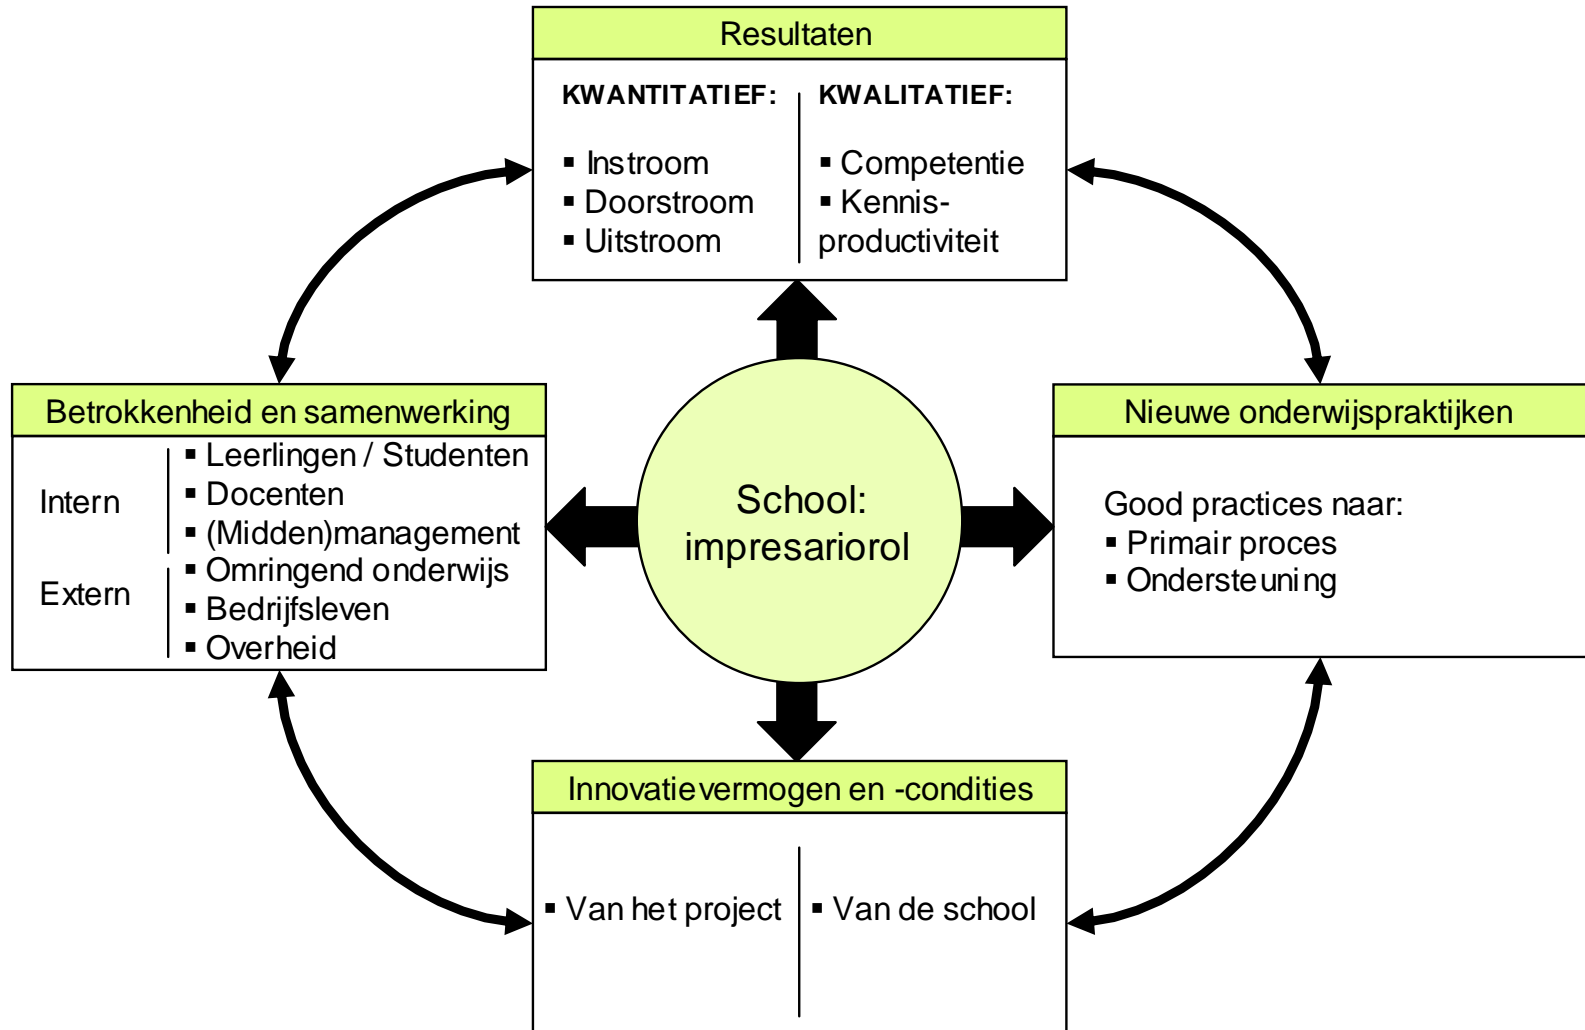 Resultaten
KWANTITATIEF:
▪ Instroom
▪ Doorstroom
▪ Uitstroom
KWALITATIEF:
▪ Competentie
▪ Kennis-
productiviteit
Betrokkenheid en samenwerking
Intern
▪ Leerlingen / Studenten
▪ Docenten
▪ (Midden)management
Extern
▪ Omringend onderwijs
▪ Bedrijfsleven
▪ Overheid
School:
impresariorol
Nieuwe onderwijspraktijken
Good practices naar:
▪ Primair proces
▪ Ondersteuning
Innovatievermogen en -condities
▪ Van het project
▪ Van de school